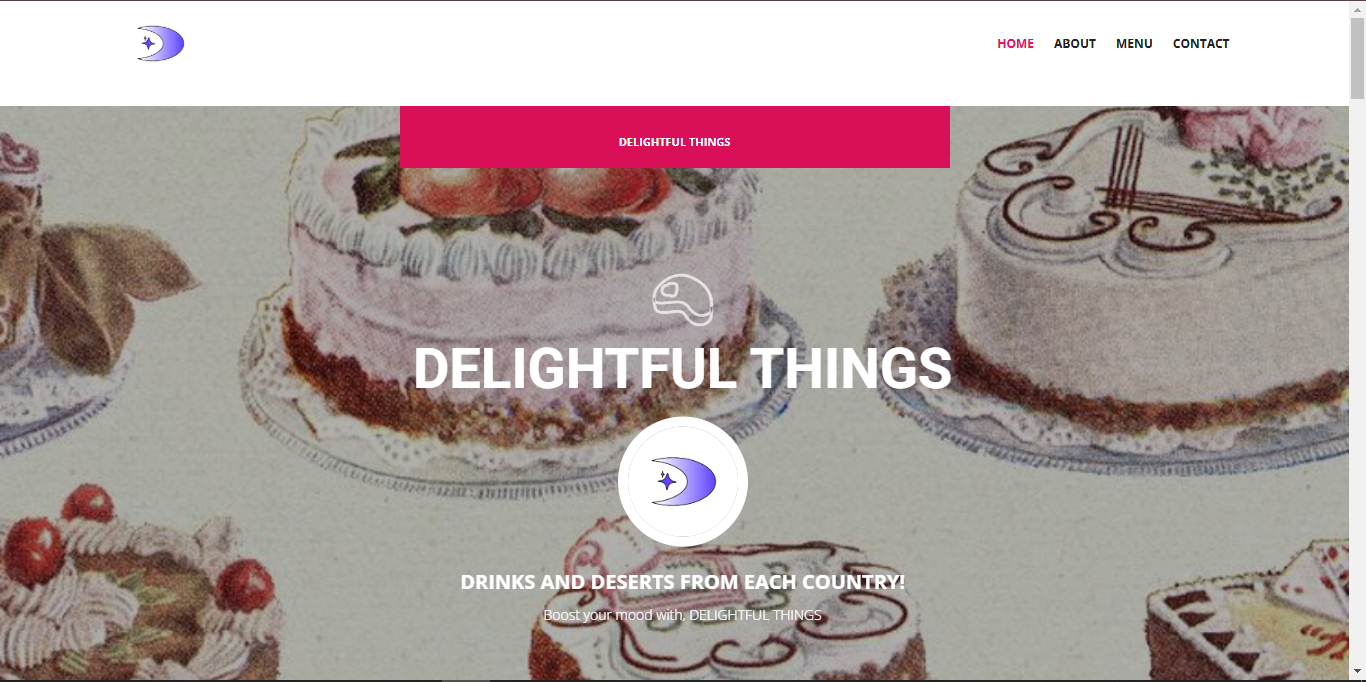 HOME ABOUT MENU CONTACT
DELIGHTFUL THINGS
DELIGHTFUL THINGS
DRINKS AND DESERTS FROM EACH COUNTRY!
Boost your mood with, DELIGHTFUL THINGS